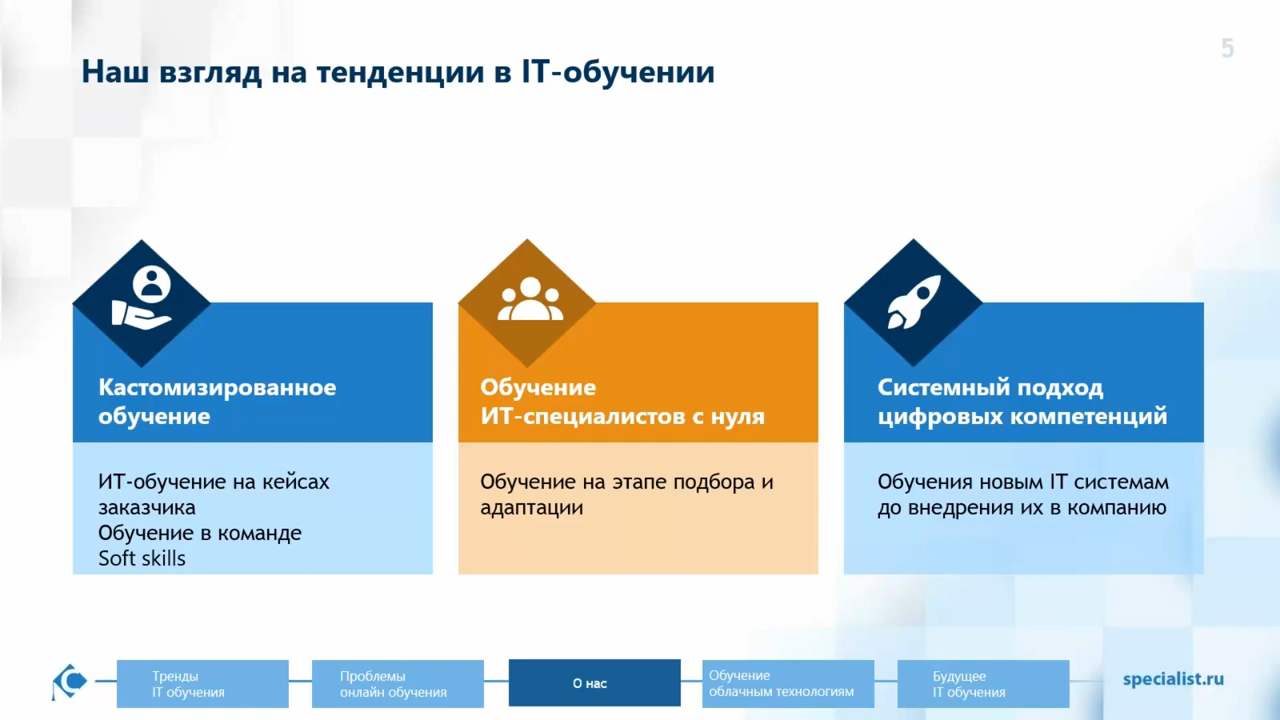 5
Наш взгляд на тенденции в IT-обучении
Кастомизированное
обучение
ИТ-обучение на кейсах
заказчика
Обучение в команде
Soft skills
Обучение
ИТ-специалистов с нуля
Обучение на этапе подбора и
адаптации
Системный подход
цифровых компетенций
Обучения новым IT системам
до внедрения их в компанию
Тренды
IT обучения
Проблемы
онлайн обучения
О нас
Обучение
облачным технологиям
Будущее
IT обучения
specialist.ru